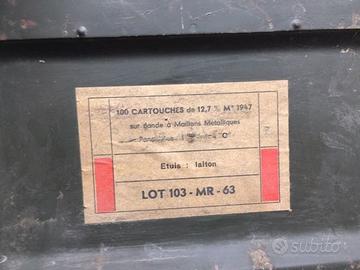 100 CARTOUCHES de 12,7 % Mle 1947
sur bande à Maillons Métalliques
"C"
Etuis : laiton
LOT 103 - MR - 63
subito